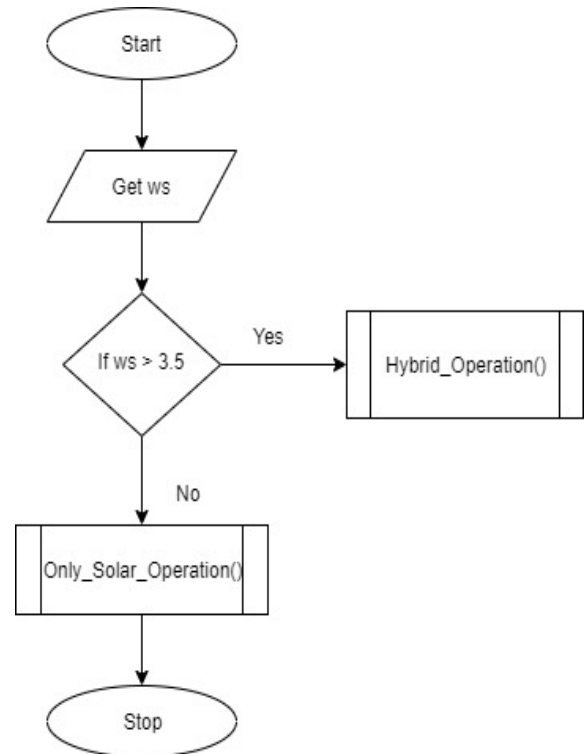 Start
Get ws
If ws > 3.5
Yes
Hybrid_Operation()
No
Only_Solar_Operation()
Stop